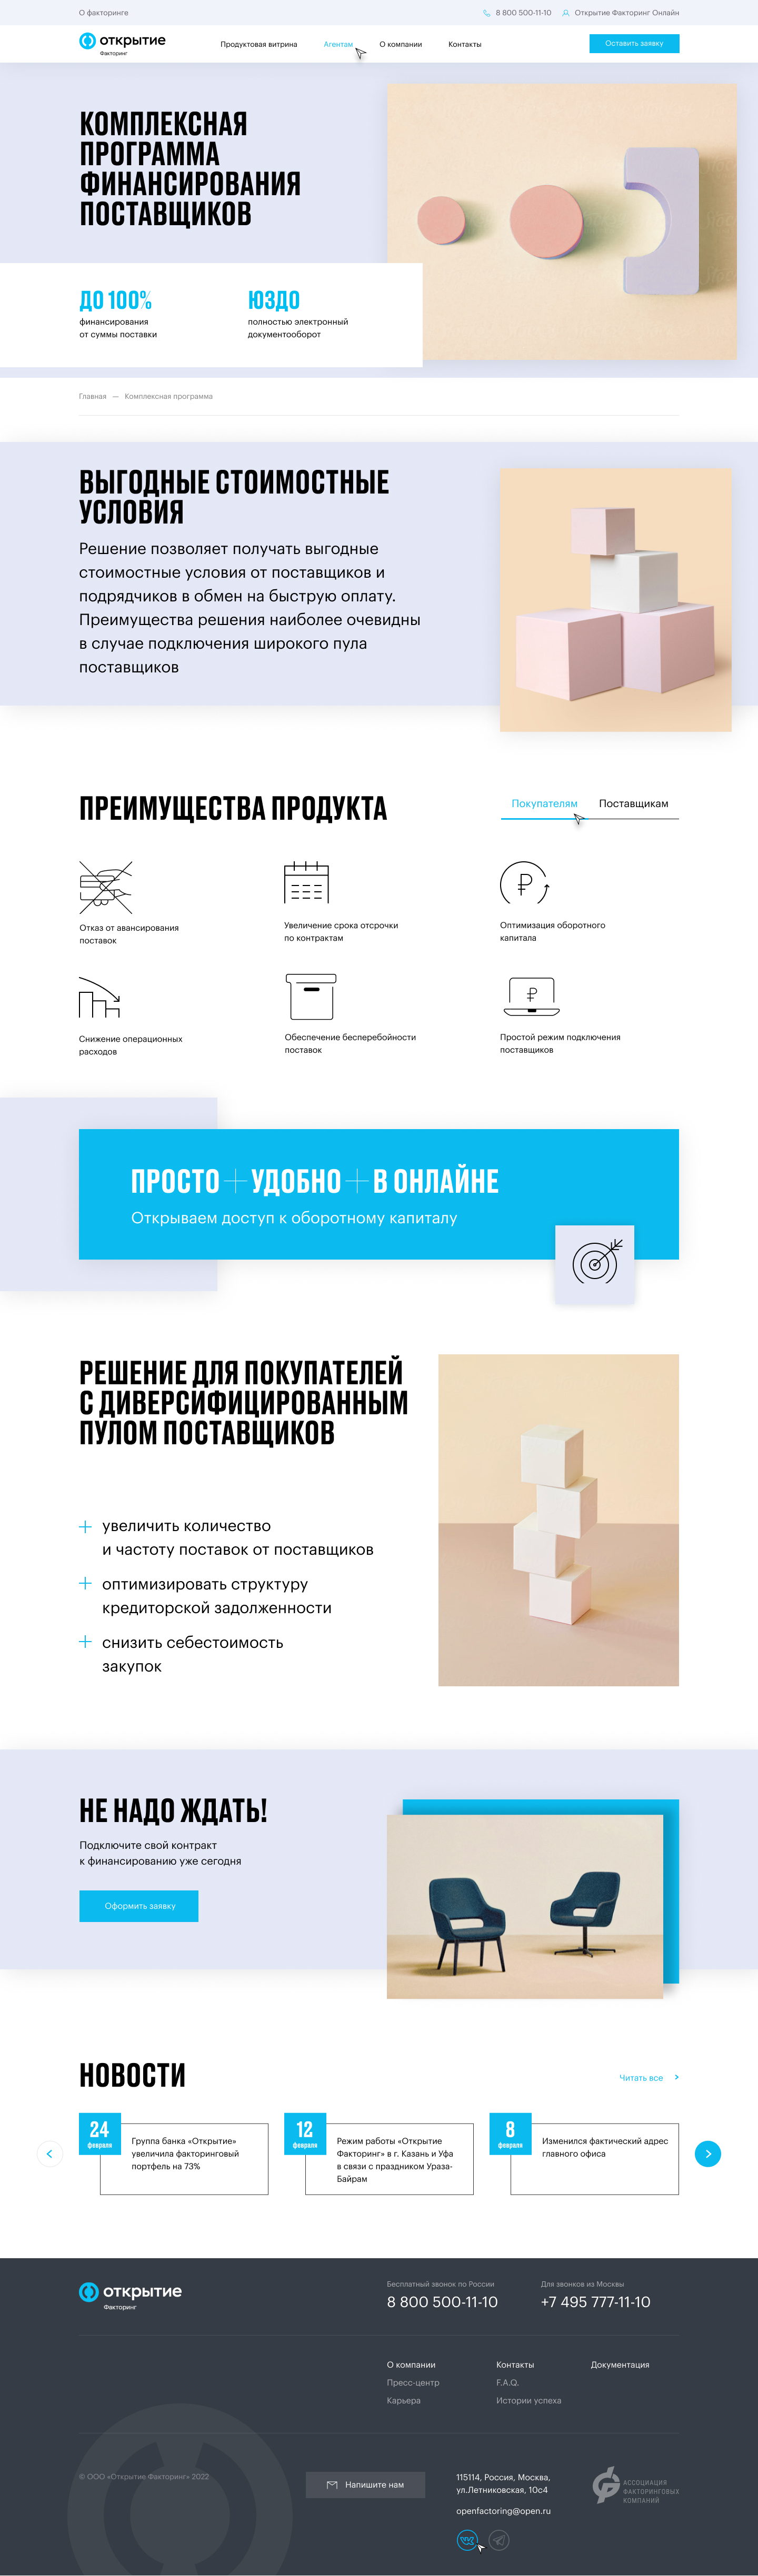 О факторинге
8 800 500-11-10
Открытие Факторинг Онлайн
открытие
Факторинг
Продуктовая витрина
Агентам
О компании
Контакты
Оставить заявку
КОМПЛЕКСНАЯ
ПРОГРАММА
ФИНАНСИРОВАНИЯ
ПОСТАВЩИКОВ
ДО 100%
финансирования
от суммы поставки
ЮЗДО
полностью электронный
документооборот
Главная — Комплексная программа
ВЫГОДНЫЕ СТОИМОСТНЫЕ
УСЛОВИЯ
Решение позволяет получать выгодные
стоимостные условия от поставщиков и
подрядчиков в обмен на быструю оплату.
Преимущества решения наиболее очевидны
в случае подключения широкого пула
поставщиков
ПРЕИМУЩЕСТВА ПРОДУКТА
Покупателям
Поставщикам
Отказ от авансирования
поставок
Увеличение срока отсрочки
по контрактам
Оптимизация оборотного
капитала
Снижение операционных
расходов
Обеспечение бесперебойности
поставок
Простой режим подключения
поставщиков
ПРОСТО + УДОБНО + В ОНЛАЙНЕ
Открываем доступ к оборотному капиталу
РЕШЕНИЕ ДЛЯ ПОКУПАТЕЛЕЙ
С ДИВЕРСИФИЦИРОВАННЫМ
ПУЛОМ ПОСТАВЩИКОВ
увеличить количество
и частоту поставок от поставщиков
оптимизировать структуру
кредиторской задолженности
снизить себестоимость
закупок
НЕ НАДО ЖДАТЬ!
Подключите свой контракт
к финансированию уже сегодня
Оформить заявку
НОВОСТИ
Читать все
24
февраля
Группа банка «Открытие»
увеличила факторинговый
портфель на 73%
12
февраля
Режим работы «Открытие
Факторинг» в г. Казань и Уфа
в связи с праздником Ураза-
Байрам
8
февраля
Изменился фактический адрес
главного офиса
открытие
Факторинг
Бесплатный звонок по России
8 800 500-11-10
Для звонков из Москвы
+7 495 777-11-10
О компании
Пресс-центр
Карьера
Контакты
F.A.Q.
Истории успеха
Документация
© ООО «Открытие Факторинг» 2022
Напишите нам
115114, Россия, Москва,
ул.Летниковская, 10с4
openfactoring@open.ru
АССОЦИАЦИЯ
ФАКТОРИНГОВЫХ
КОМПАНИЙ